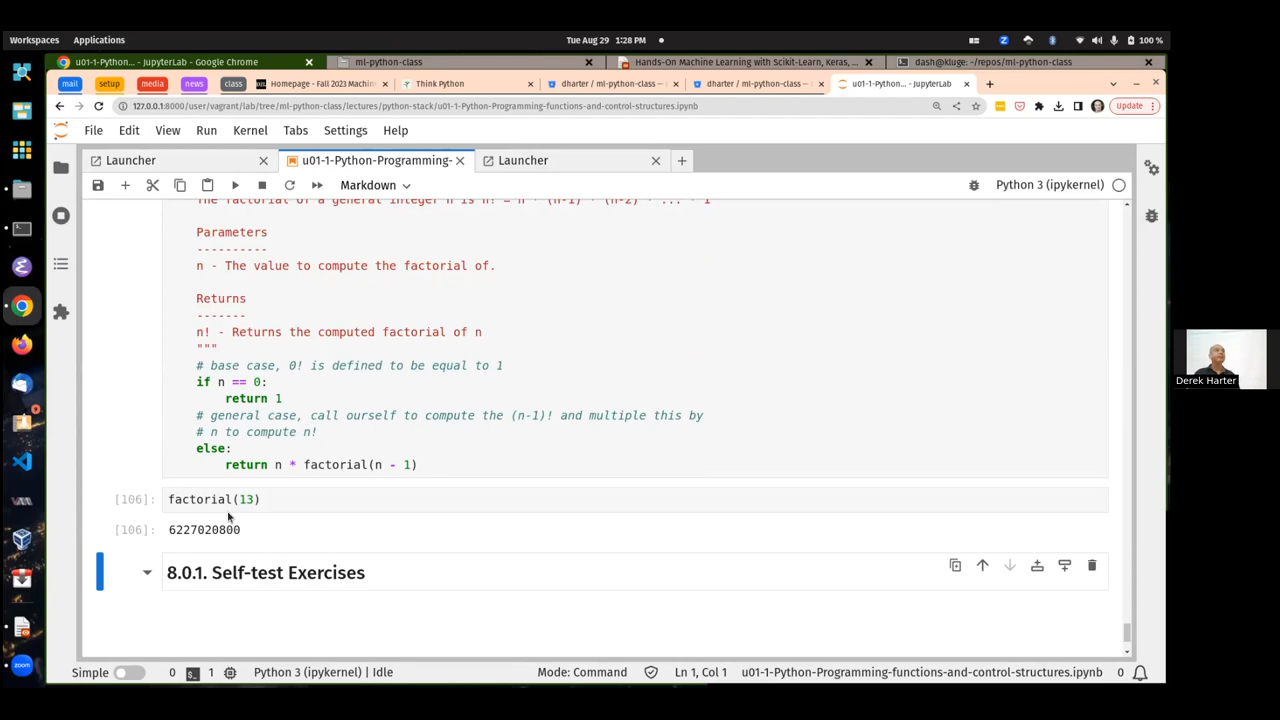 Workspaces Applications Tue Aug 29 1:28 PM 100 %
u01-1-Python... - JupyterLab - Google Chrome ml-python-class Hands-On Machine Learning with Scikit-Learn, Keras, ... dash@kluge: ~/repos/ml-python-class
mail setup media news class Homepage - Fall 2023 Machin Think Python dharter / ml-python-class — dharter / ml-python-class — u01-1-Python... - JupyterLab
127.0.0.1:8000/user/vagrant/lab/tree/ml-python-class/lectures/python-stack/u01-1-Python-Programming-functions-and-control-structures.ipynb Update
File Edit View Run Kernel Tabs Settings Help
Launcher u01-1-Python-Programming- Launcher
Markdown Python 3 (ipykernel)
The factorial of a general integer n is n! = n * (n-1) * (n-2) * ... * 1
Parameters
----------
n - The value to compute the factorial of.
Returns
-------
n! - Returns the computed factorial of n
"""
# base case, 0! is defined to be equal to 1
if n == 0:
return 1
# general case, call ourself to compute the (n-1)! and multiple this by
# n to compute n!
else:
return n * factorial(n - 1)
[106]: factorial(13)
[106]: 6227020800
8.0.1. Self-test Exercises
Derek Harter
Simple 0 1 Python 3 (ipykernel) | Idle Mode: Command Ln 1, Col 1 u01-1-Python-Programming-functions-and-control-structures.ipynb 0